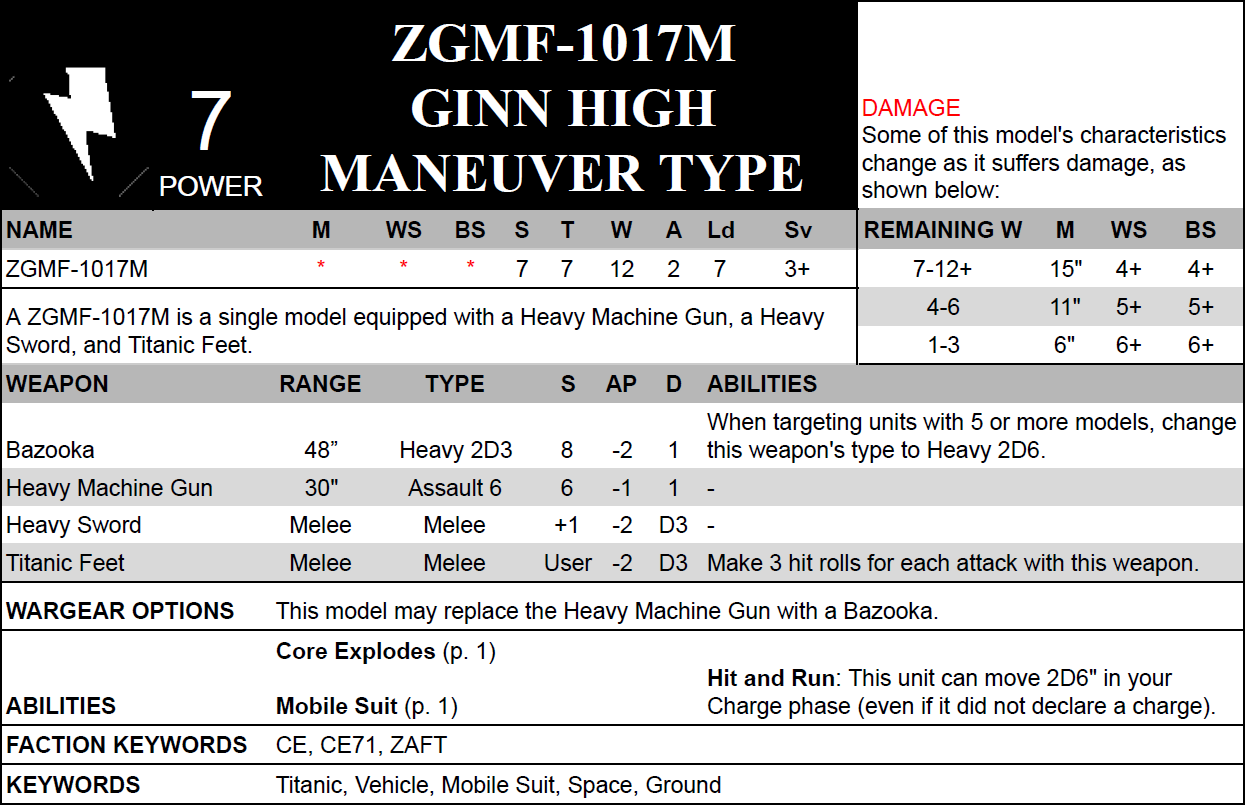 7
POWER
ZGMF-1017M
GINN HIGH
MANEUVER TYPE
DAMAGE
Some of this model's characteristics
change as it suffers damage, as
shown below:
NAME M WS BS S T W A Ld Sv
ZGMF-1017M * * * 7 7 12 2 7 3+
REMAINING W M WS BS
7-12+ 15" 4+ 4+
4-6 11" 5+ 5+
1-3 6" 6+ 6+
A ZGMF-1017M is a single model equipped with a Heavy Machine Gun, a Heavy
Sword, and Titanic Feet.
WEAPON RANGE TYPE S AP D ABILITIES
When targeting units with 5 or more models, change
Bazooka 48” Heavy 2D3 8 -2 1 this weapon's type to Heavy 2D6.
Heavy Machine Gun 30" Assault 6 6 -1 1 -
Heavy Sword Melee Melee +1 -2 D3 -
Titanic Feet Melee Melee User -2 D3 Make 3 hit rolls for each attack with this weapon.
WARGEAR OPTIONS This model may replace the Heavy Machine Gun with a Bazooka.
ABILITIES
Core Explodes (p. 1)
Mobile Suit (p. 1)
Hit and Run: This unit can move 2D6" in your
Charge phase (even if it did not declare a charge).
FACTION KEYWORDS CE, CE71, ZAFT
KEYWORDS Titanic, Vehicle, Mobile Suit, Space, Ground